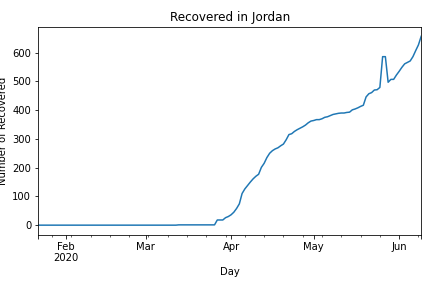 Recovered in Jordan
Number of Recovered
600
500
400
300
200
100
0
Feb
2020
Mar
Apr
May
Jun
Day